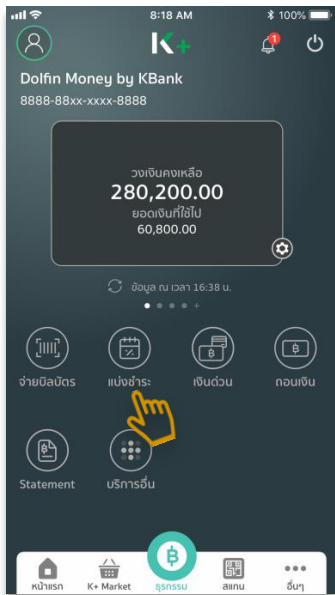 8:18 AM 100%
K+
1
Dolfin Money by KBank
8888-88xx-xxxx-8888
วงเงินคงเหลือ
280,200.00
ยอดเงินที่ใช้ไป
60,800.00
ข้อมูล ณ เวลา 16:38 น.
จ่ายบิลบัตร แบ่งชำระ เงินด่วน ถอนเงิน
Statement บริการอื่น
หน้าแรก K+ Market ธุรกรรม สแกน อื่นๆ